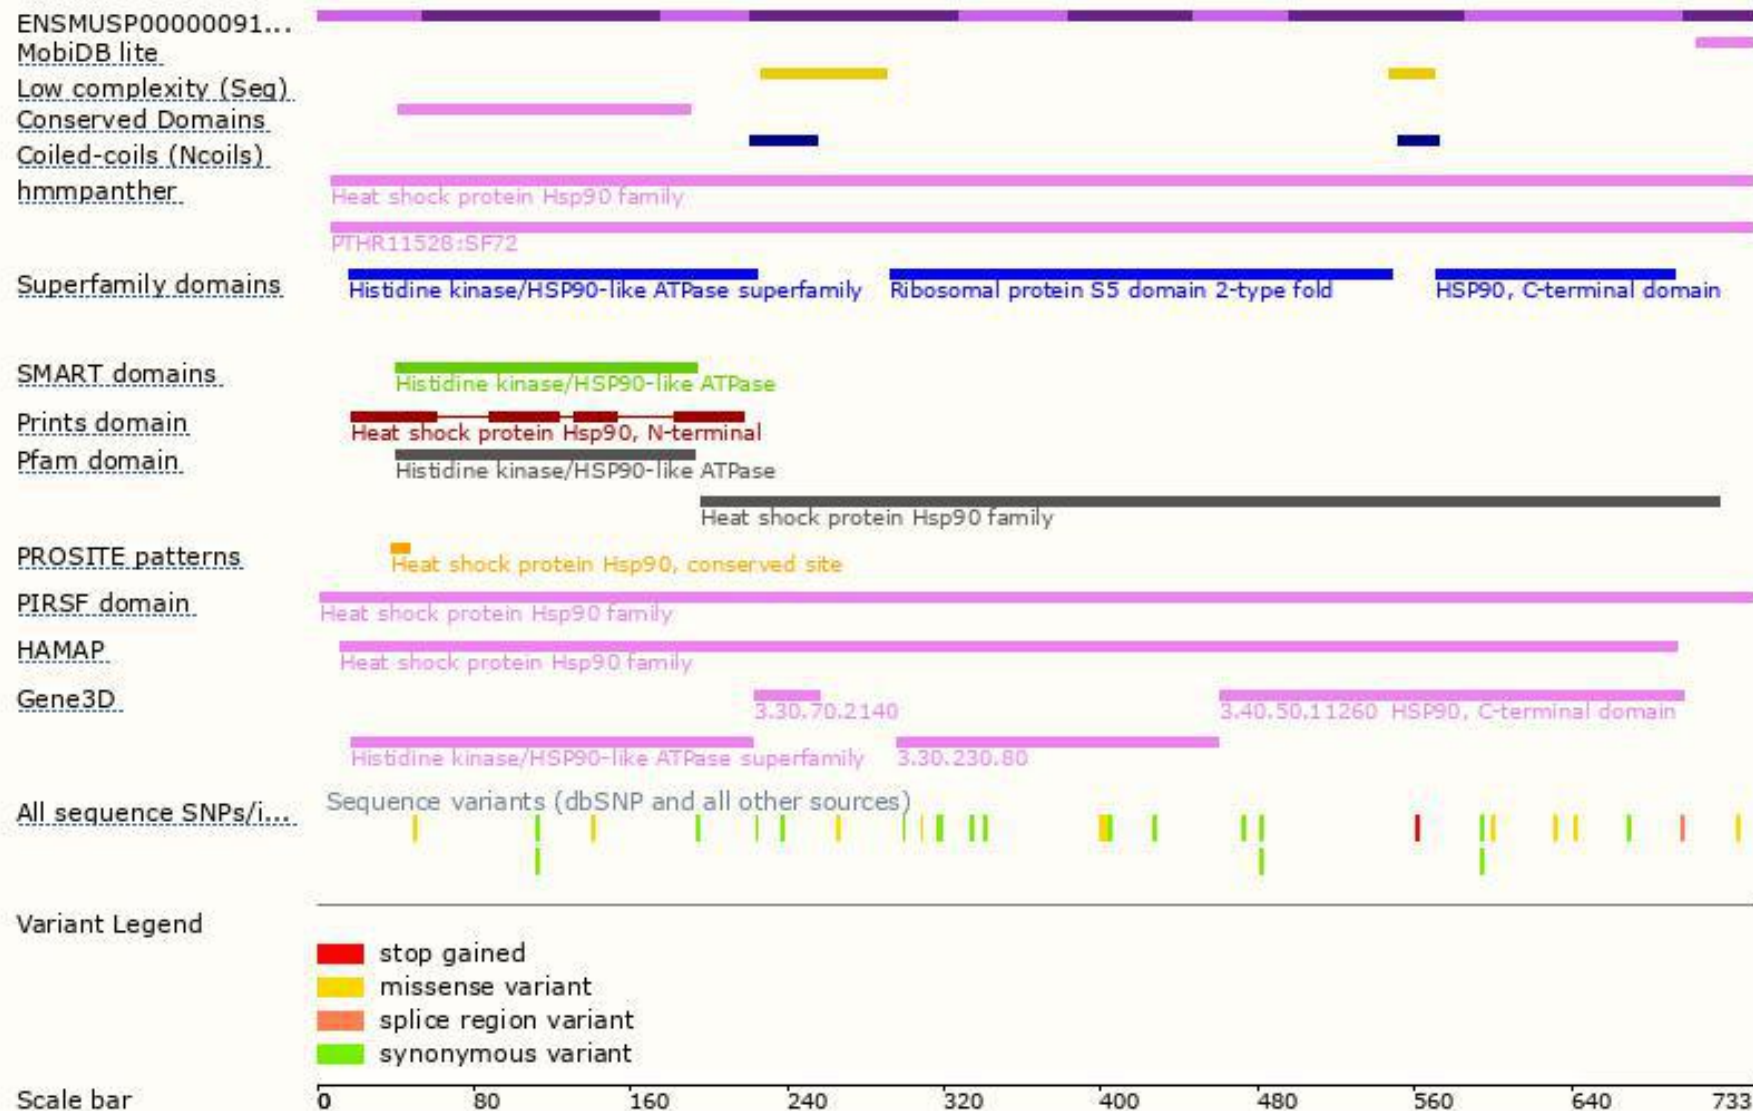 ENSMUSP00000091...
MobiDB lite
Low complexity (Seg)
Conserved Domains
Coiled-coils (Ncoils)
hmmpanther
Heat shock protein Hsp90 family
PTHR11528:SF72
Superfamily domains
Histidine kinase/HSP90-like ATPase superfamily Ribosomal protein S5 domain 2-type fold HSP90, C-terminal domain
SMART domains
Histidine kinase/HSP90-like ATPase
Prints domain
Heat shock protein Hsp90, N-terminal
Pfam domain
Histidine kinase/HSP90-like ATPase
Heat shock protein Hsp90 family
PROSITE patterns
Heat shock protein Hsp90, conserved site
PIRSF domain
Heat shock protein Hsp90 family
HAMAP
Heat shock protein Hsp90 family
Gene3D
3.30.70.2140 3.40.50.11260 HSP90, C-terminal domain
Histidine kinase/HSP90-like ATPase superfamily 3.30.230.80
All sequence SNPs/i...
Sequence variants (dbSNP and all other sources)
Variant Legend
stop gained
missense variant
splice region variant
synonymous variant
Scale bar 0 80 160 240 320 400 480 560 640 733